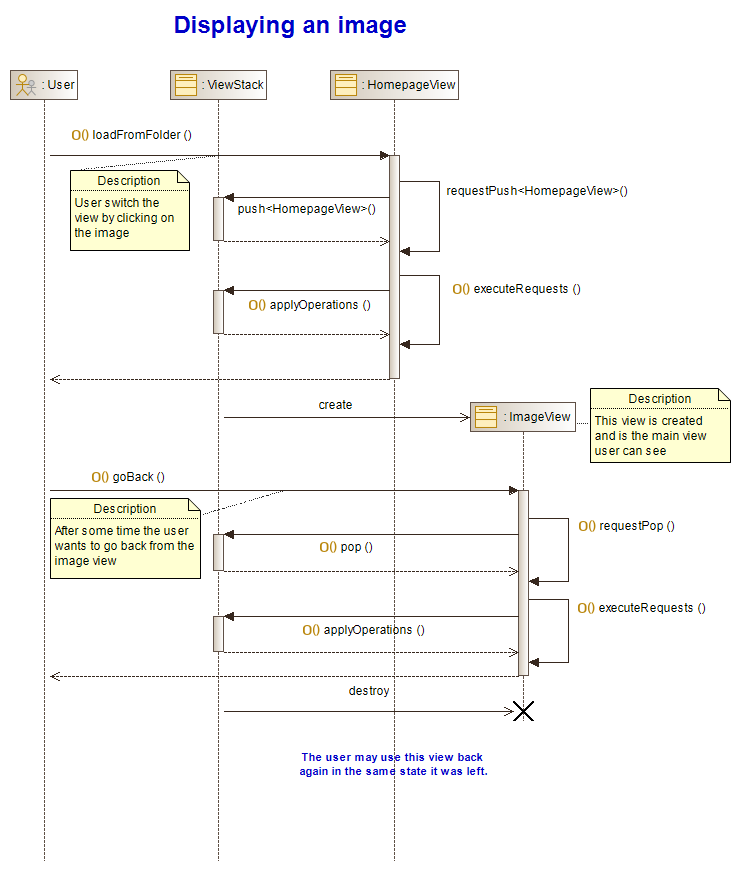 Displaying an image
: User
: ViewStack
: HomepageView
O() loadFromFolder ()
Description
User switch the
view by clicking on
the image
requestPush<HomepageView>()
push<HomepageView>()
O() executeRequests ()
O() applyOperations ()
create
: ImageView
Description
This view is created
and is the main view
user can see
O() goBack ()
Description
After some time the user
wants to go back from the
image view
O() requestPop ()
O() pop ()
O() executeRequests ()
O() applyOperations ()
destroy
The user may use this view back
again in the same state it was left.